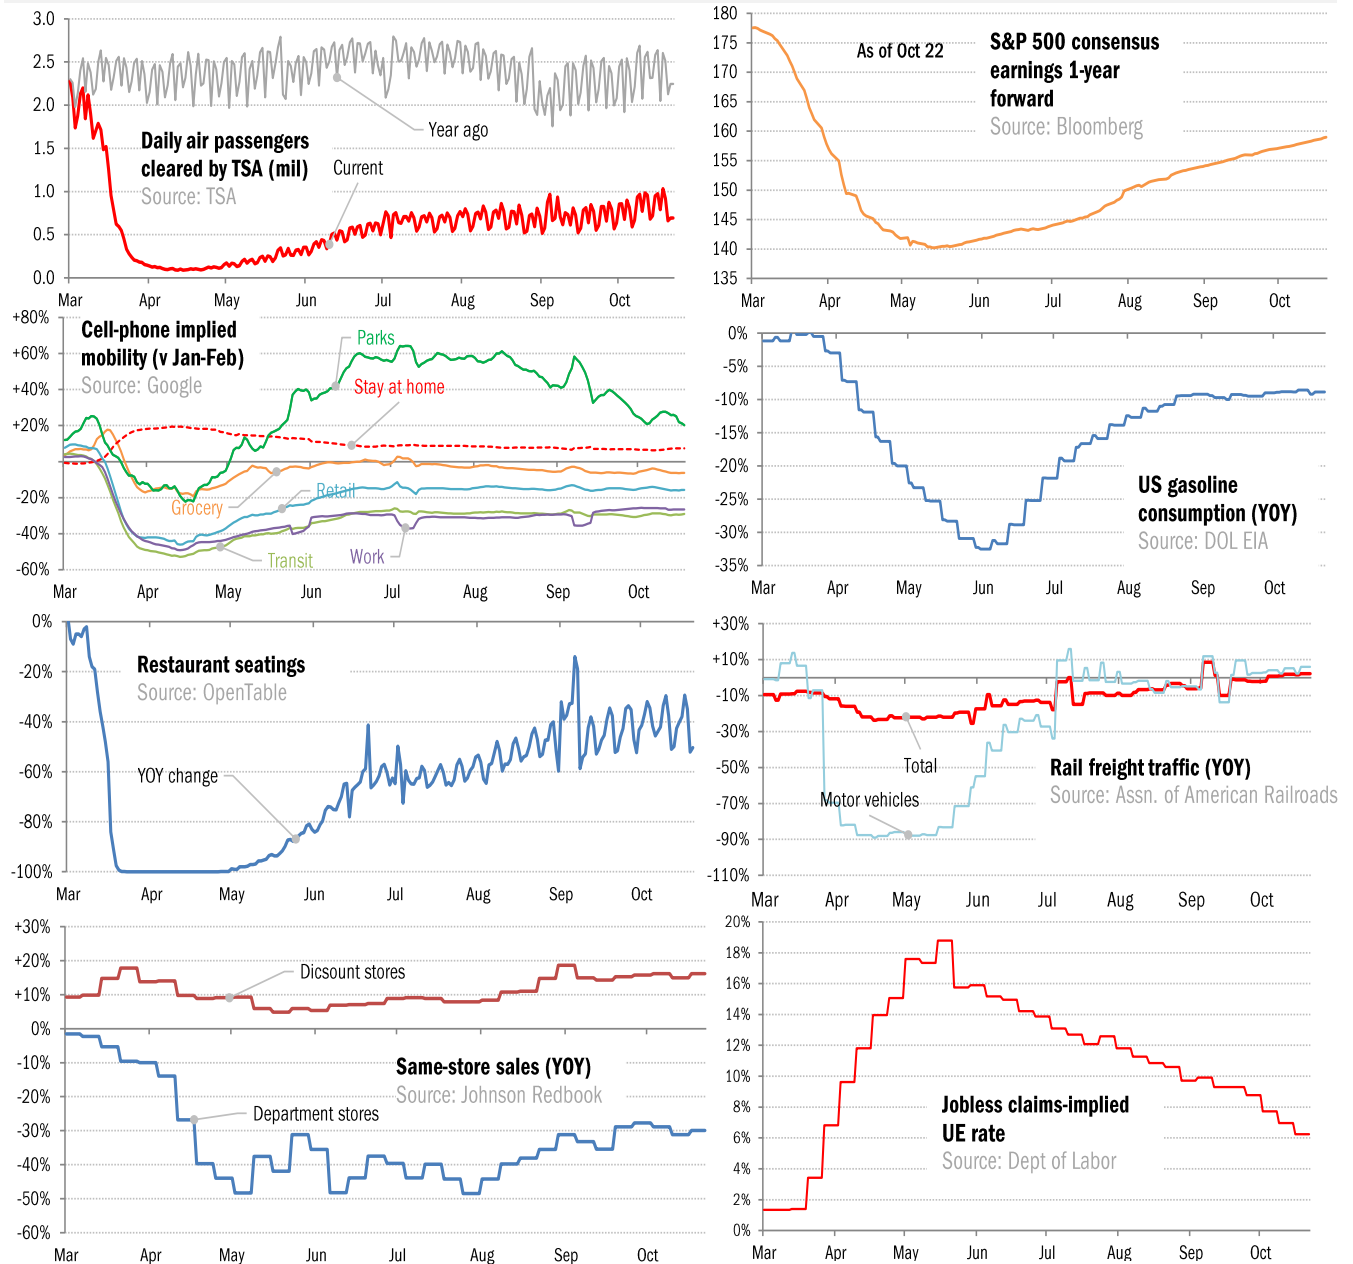 3.0
2.5
2.0
1.5
1.0
0.5
0.0
Daily air passengers
cleared by TSA (mil)
Source: TSA
Year ago
Current
Mar Apr May Jun Jul Aug Sep Oct
180
175
170
165
160
155
150
145
140
135
As of Oct 22
S&P 500 consensus
earnings 1-year
forward
Source: Bloomberg
Mar Apr May Jun Jul Aug Sep Oct
+80%
+60%
+40%
+20%
-20%
-40%
-60%
Cell-phone implied
mobility (v Jan-Feb)
Source: Google
Parks
Stay at home
Grocery
Retail
Transit
Work
Mar Apr May Jun Jul Aug Sep Oct
0%
-5%
-10%
-15%
-20%
-25%
-30%
-35%
US gasoline
consumption (YOY)
Source: DOL EIA
Mar Apr May Jun Jul Aug Sep Oct
0%
-20%
-40%
-60%
-80%
-100%
Restaurant seatings
Source: OpenTable
YOY change
Mar Apr May Jun Jul Aug Sep Oct
+30%
+10%
-10%
-30%
-50%
-70%
-90%
-110%
Total
Motor vehicles
Rail freight traffic (YOY)
Source: Assn. of American Railroads
Mar Apr May Jun Jul Aug Sep Oct
+30%
+20%
+10%
0%
-10%
-20%
-30%
-40%
-50%
-60%
Dicsount stores
Same-store sales (YOY)
Source: Johnson Redbook
Department stores
Mar Apr May Jun Jul Aug Sep Oct
20%
18%
16%
14%
12%
10%
8%
6%
4%
2%
0%
Jobless claims-implied
UE rate
Source: Dept of Labor
Mar Apr May Jun Jul Aug Sep Oct